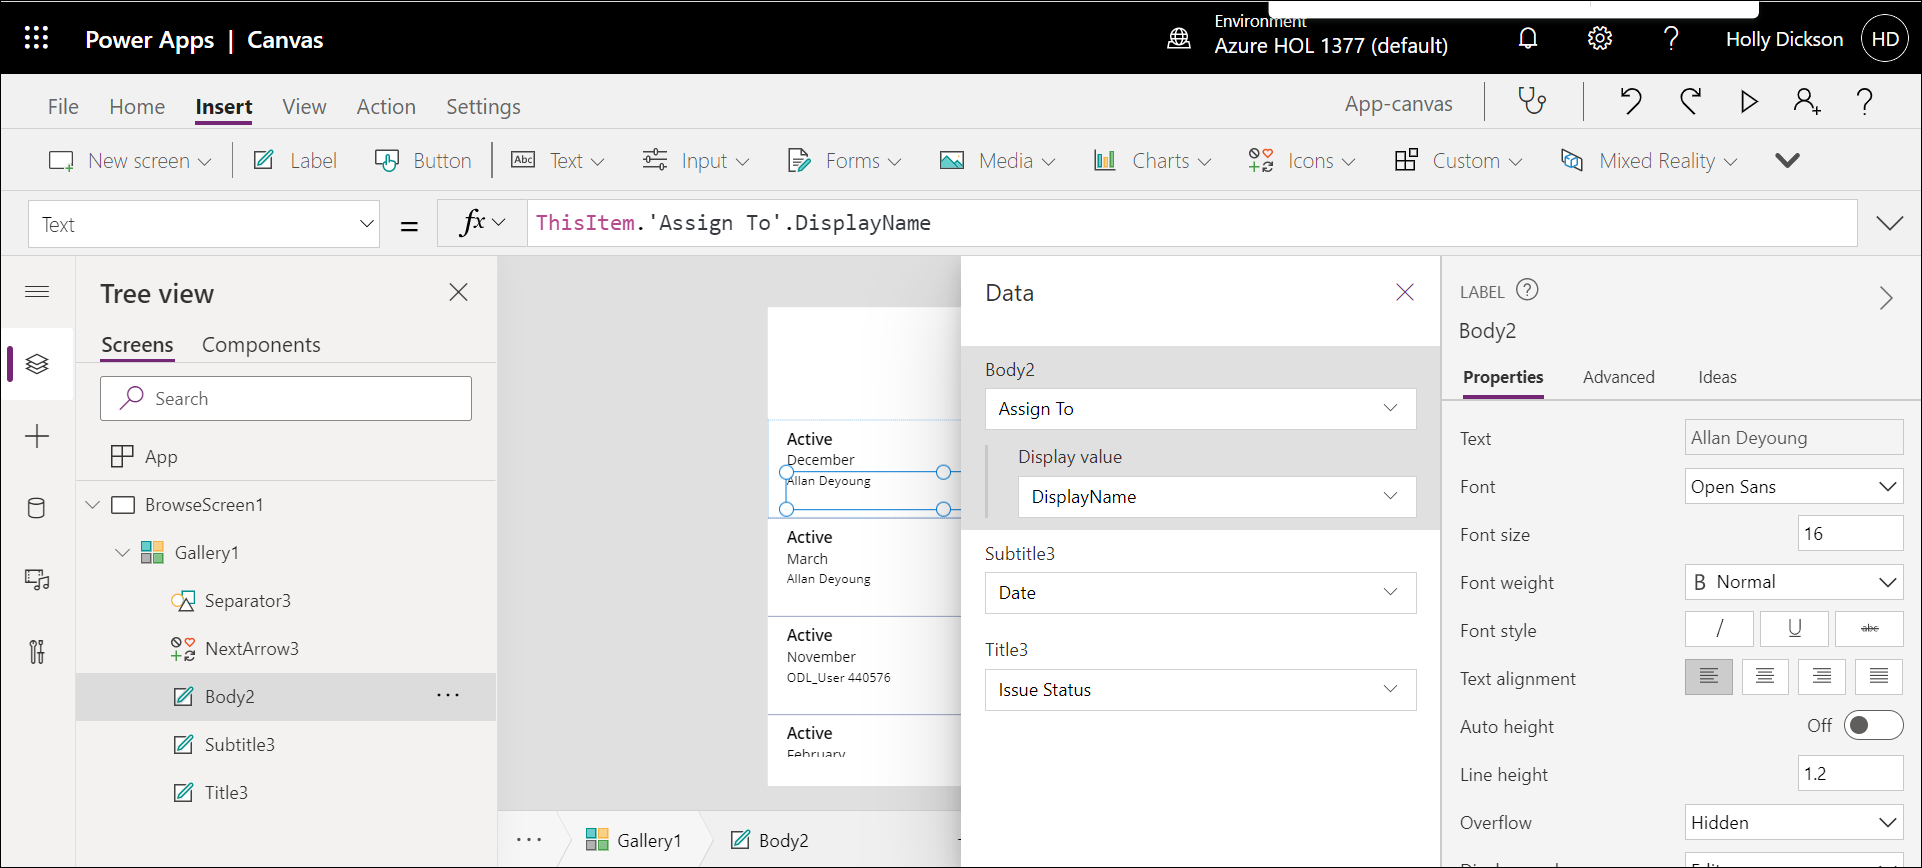 Power Apps | Canvas
Environment
Azure HOL 1377 (default)
Holly Dickson
HD
File Home Insert View Action Settings
App-canvas
New screen Label Button Abc Text Input Forms Media Charts Icons Custom Mixed Reality
Text = fx ThisItem.'Assign To'.DisplayName
Tree view
Screens Components
Search
App
BrowseScreen1
Gallery1
Separator3
NextArrow3
Body2 ...
Subtitle3
Title3
Active
December
Allan Deyoung
Active
March
Allan Deyoung
Active
November
ODL_User 440576
Active
February
... Gallery1 Body2
Data
Body2
Assign To
Display value
DisplayName
Subtitle3
Date
Title3
Issue Status
LABEL ?
Body2
Properties Advanced Ideas
Text Allan Deyoung
Font Open Sans
Font size 16
Font weight B Normal
Font style / U abc
Text alignment
Auto height Off
Line height 1.2
Overflow Hidden